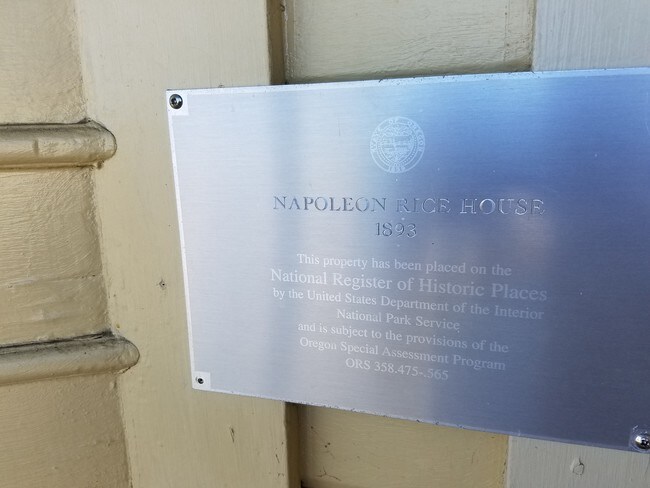 NAPOLEON RICE HOUSE
1893
This property has been placed on the
National Register of Historic Places
by the United States Department of the Interior
National Park Service
and is subject to the provisions of the
Oregon Special Assessment Program
ORS 358.475-.565